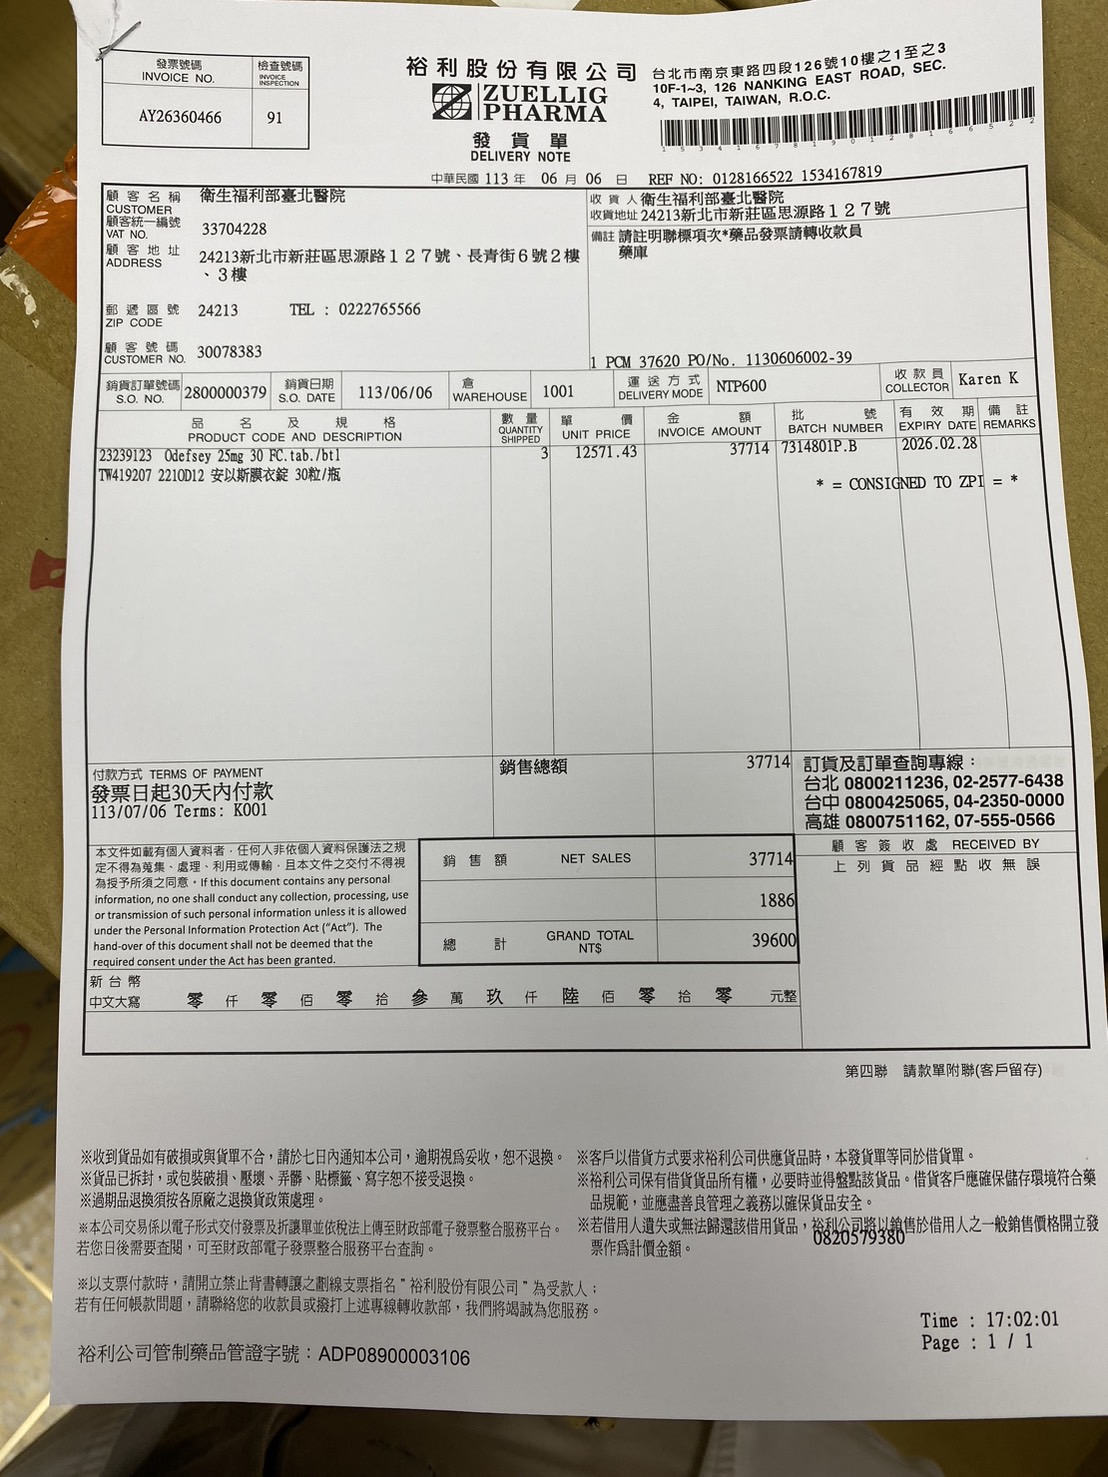 發票號碼
INVOICE NO.
檢查號碼
INVOICE
INSPECTION
AY26360466
91
裕利股份有限公司
ZUELLIG
PHARMA
發貨單
DELIVERY NOTE
台北市南京東路四段126號10樓之1至之3
10F-1~3, 126 NANKING EAST ROAD, SEC.
4, TAIPEI, TAIWAN, R.O.C.
中華民國 113 年 06 月 06 日 REF NO: 0128166522 1534167819
顧客名稱 衛生福利部臺北醫院
CUSTOMER
顧客統一編號
VAT NO. 33704228
顧客地址
ADDRESS
24213新北市新莊區思源路127號、長青街6號2樓
、3樓
郵遞區號
ZIP CODE
24213 TEL : 0222765566
顧客號碼
CUSTOMER NO. 30078383
收貨人 衛生福利部臺北醫院
收貨地址 24213新北市新莊區思源路127號
備註 請註明聯標項次*藥品發票請轉收款員
藥庫
1 PCM 37620 PO/No. 1130606002-39
銷貨訂單號碼
S.O. NO.
2800000379
銷貨日期
S.O. DATE
113/06/06
倉
WAREHOUSE
1001
運送方式
DELIVERY MODE
NTP600
收款員
COLLECTOR
Karen K
品名及規格
PRODUCT CODE AND DESCRIPTION
數量
QUANTITY
SHIPPED
單價
UNIT PRICE
金額
INVOICE AMOUNT
批號
BATCH NUMBER
有效期
EXPIRY DATE
備註
REMARKS
23239123 Odefsey 25mg 30 FC.tab./btl 3 12571.43 37714 7314801P.B 2026.02.28
TW419207 2210D12 安以斯膜衣錠 30粒/瓶
* = CONSIGNED TO ZPI = *
付款方式 TERMS OF PAYMENT
發票日起30天內付款
113/07/06 Terms: K001
銷售總額 37714
訂貨及訂單查詢專線：
台北 0800211236, 02-2577-6438
台中 0800425065, 04-2350-0000
高雄 0800751162, 07-555-0566
本文件如載有個人資料者，任何人非依個人資料保護法之規
定不得為蒐集、處理、利用或傳輸，且本文件之交付不得視
為授予所須之同意。If this document contains any personal
information, no one shall conduct any collection, processing, use
or transmission of such personal information unless it is allowed
under the Personal Information Protection Act (“Act”). The
hand-over of this document shall not be deemed that the
required consent under the Act has been granted.
銷售額 NET SALES 37714
1886
總計 GRAND TOTAL
NT$
39600
顧客簽收處 RECEIVED BY
上列貨品經點收無誤
新台幣
中文大寫
零仟零佰零拾參萬玖仟陸佰零拾零元整
第四聯 請款單附聯(客戶留存)
※收到貨品如有破損或與貨單不合，請於七日內通知本公司，逾期視為妥收，恕不退換。
※貨品已拆封，或包裝破損、壓壞、弄髒、貼標籤、寫字恕不接受退換。
※過期品退換須按各原廠之退換貨政策處理。
※本公司交易係以電子形式交付發票及折讓單並依稅法上傳至財政部電子發票整合服務平台。
若您日後需要查閱，可至財政部電子發票整合服務平台查詢。
※以支票付款時，請開立禁止背書轉讓之劃線支票指名"裕利股份有限公司"為受款人；
若有任何帳款問題，請聯絡您的收款員或撥打上述專線轉收款部，我們將竭誠為您服務。
※客戶以借貨方式要求裕利公司供應貨品時，本發貨單等同於借貨單。
※裕利公司保有借貨貨品所有權，必要時並得盤點該貨品。借貨客戶應確保儲存環境符合藥
品規範，並應盡善良管理之義務以確保貨品安全。
※若借用人遺失或無法歸還該借用貨品，裕利公司將以銷售於借用人之一般銷售價格開立發
票作為計價金額。
0820579380
Time : 17:02:01
Page : 1 / 1
裕利公司管制藥品管證字號：ADP08900003106